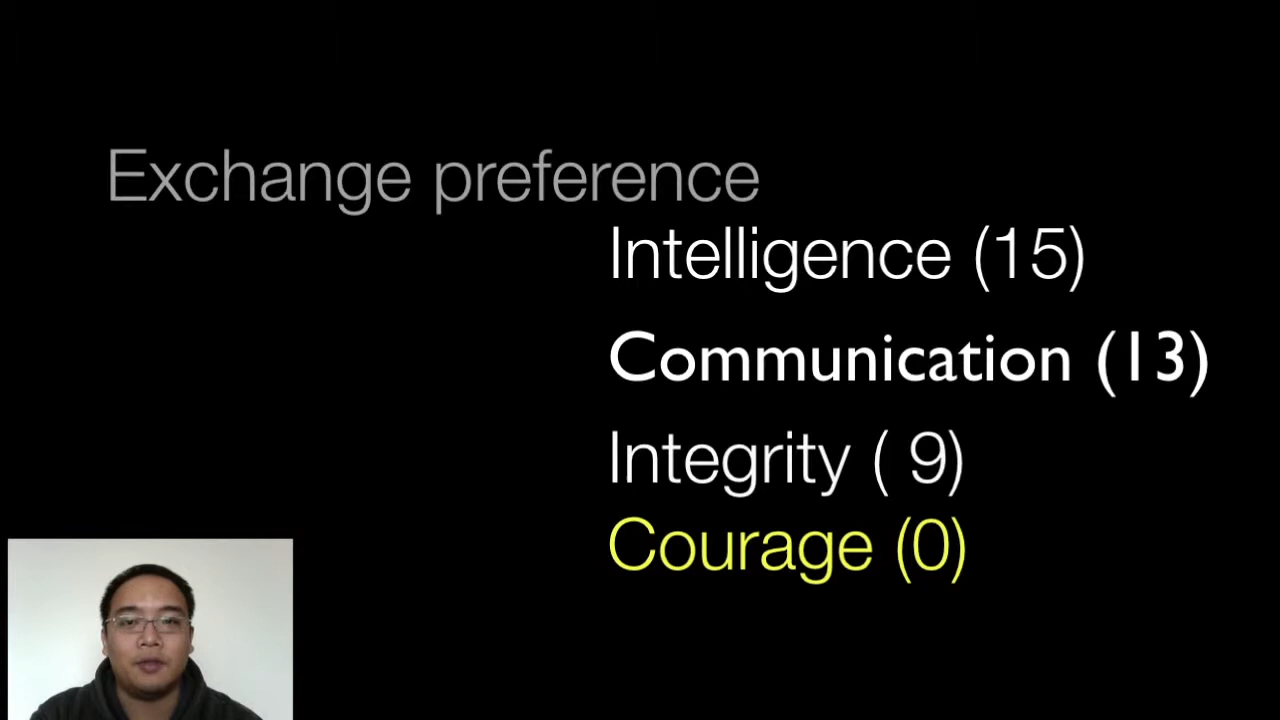 Exchange preference
Intelligence (15)
Communication (13)
Integrity ( 9)
Courage (0)